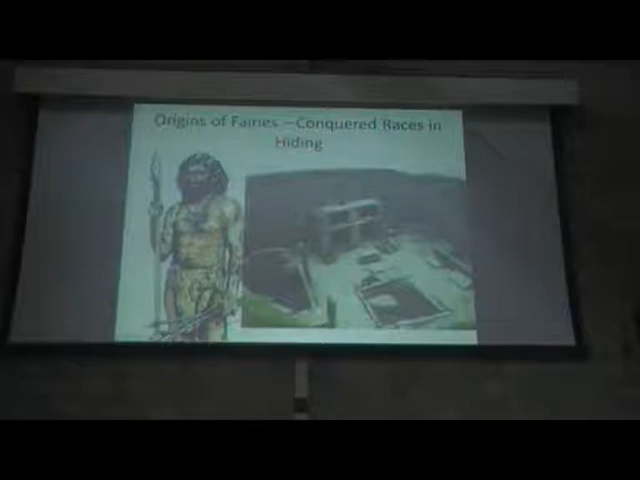 Origins of Fairies – Conquered Races in
Hiding